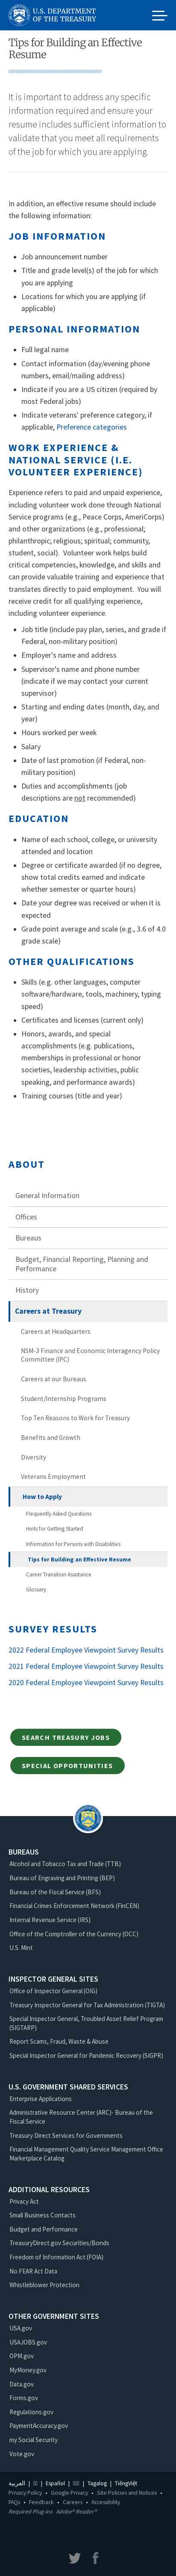 U.S. DEPARTMENT
OF THE TREASURY
Tips for Building an Effective
Resume
It is important to address any specific
information required and ensure your
resume includes sufficient information to
validate that you meet all requirements
of the job for which you are applying.
In addition, an effective resume should include
the following information:
JOB INFORMATION
Job announcement number
Title and grade level(s) of the job for which
you are applying
Locations for which you are applying (if
applicable)
PERSONAL INFORMATION
Full legal name
Contact information (day/evening phone
numbers, email/mailing address)
Indicate if you are a US citizen (required by
most Federal jobs)
Indicate veterans' preference category, if
applicable, Preference categories
WORK EXPERIENCE &
NATIONAL SERVICE (I.E.
VOLUNTEER EXPERIENCE)
Experience refers to paid and unpaid experience,
including volunteer work done through National
Service programs (e.g., Peace Corps, AmeriCorps)
and other organizations (e.g., professional;
philanthropic; religious; spiritual; community,
student, social).  Volunteer work helps build
critical competencies, knowledge, and skills and
can provide valuable training and experience that
translates directly to paid employment.  You will
receive credit for all qualifying experience,
including volunteer experience.
Job title (include pay plan, series, and grade if
Federal, non-military position)
Employer's name and address
Supervisor's name and phone number
(indicate if we may contact your current
supervisor)
Starting and ending dates (month, day, and
year)
Hours worked per week
Salary
Date of last promotion (if Federal, non-
military position)
Duties and accomplishments (job
descriptions are not recommended)
EDUCATION
Name of each school, college, or university
attended and location
Degree or certificate awarded (if no degree,
show total credits earned and indicate
whether semester or quarter hours)
Date your degree was received or when it is
expected
Grade point average and scale (e.g., 3.6 of 4.0
grade scale)
OTHER QUALIFICATIONS
Skills (e.g. other languages, computer
software/hardware, tools, machinery, typing
speed)
Certificates and licenses (current only)
Honors, awards, and special
accomplishments (e.g. publications,
memberships in professional or honor
societies, leadership activities, public
speaking, and performance awards)
Training courses (title and year)
ABOUT
General Information
Offices
Bureaus
Budget, Financial Reporting, Planning and
Performance
History
Careers at Treasury
Careers at Headquarters
NSM-3 Finance and Economic Interagency Policy
Committee (IPC)
Careers at our Bureaus
Student/Internship Programs
Top Ten Reasons to Work for Treasury
Benefits and Growth
Diversity
Veterans Employment
How to Apply
Frequently Asked Questions
Hints for Getting Started
Information for Persons with Disabilities
Tips for Building an Effective Resume
Career Transition Assistance
Glossary
SURVEY RESULTS
2022 Federal Employee Viewpoint Survey Results
2021 Federal Employee Viewpoint Survey Results
2020 Federal Employee Viewpoint Survey Results
SEARCH TREASURY JOBS
SPECIAL OPPORTUNITIES
BUREAUS
Alcohol and Tobacco Tax and Trade (TTB)
Bureau of Engraving and Printing (BEP)
Bureau of the Fiscal Service (BFS)
Financial Crimes Enforcement Network (FinCEN)
Internal Revenue Service (IRS)
Office of the Comptroller of the Currency (OCC)
U.S. Mint
INSPECTOR GENERAL SITES
Office of Inspector General (OIG)
Treasury Inspector General for Tax Administration (TIGTA)
Special Inspector General, Troubled Asset Relief Program
(SIGTARP)
Report Scams, Fraud, Waste & Abuse
Special Inspector General for Pandemic Recovery (SIGPR)
U.S. GOVERNMENT SHARED SERVICES
Enterprise Applications
Administrative Resource Center (ARC)- Bureau of the
Fiscal Service
Treasury Direct Services for Governments
Financial Management Quality Service Management Office
Marketplace Catalog
ADDITIONAL RESOURCES
Privacy Act
Small Business Contacts
Budget and Performance
TreasuryDirect.gov Securities/Bonds
Freedom of Information Act (FOIA)
No FEAR Act Data
Whistleblower Protection
OTHER GOVERNMENT SITES
USA.gov
USAJOBS.gov
OPM.gov
MyMoney.gov
Data.gov
Forms.gov
Regulations.gov
PaymentAccuracy.gov
my Social Security
Vote.gov
العربية | | Español | | Tagalog | TiếngViệt
Privacy Policy • Google Privacy • Site Policies and Notices •
FAQs • Feedback • Careers • Accessibility
Required Plug-ins Adobe® Reader®